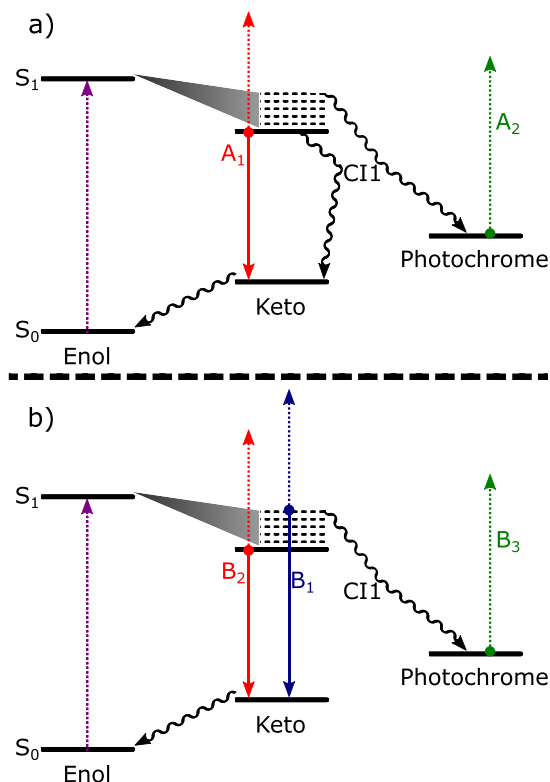 a)
S₁
A₁
CI1
A₂
Photochrome
Keto
S₀
Enol
b)
S₁
B₂
B₁
CI1
B₃
Photochrome
Keto
S₀
Enol